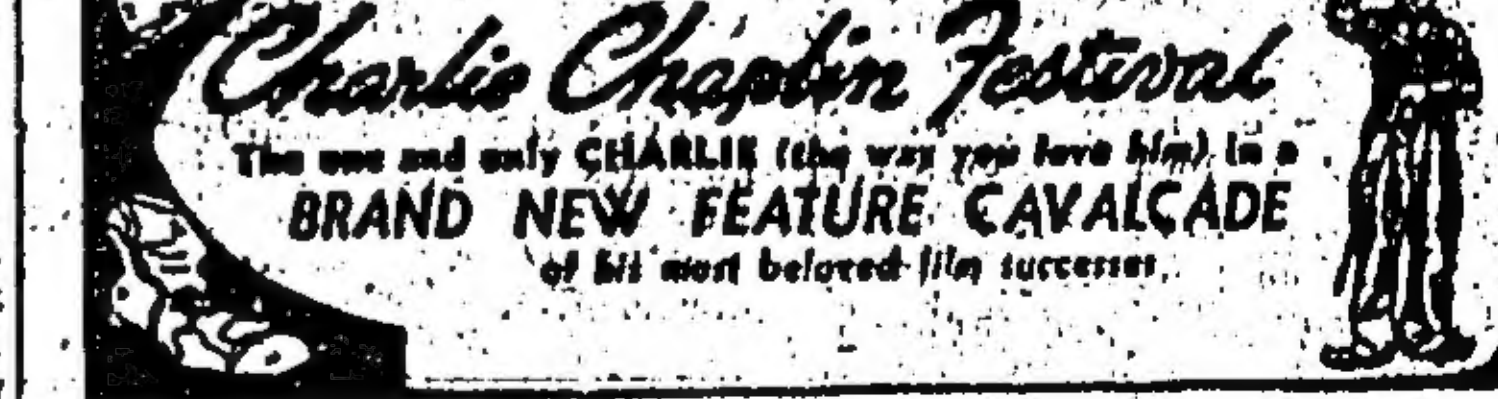 Charlie Chaplin Festival
The one and only CHARLIE (the way you love him) in a
BRAND NEW FEATURE CAVALCADE
of his most beloved film successes